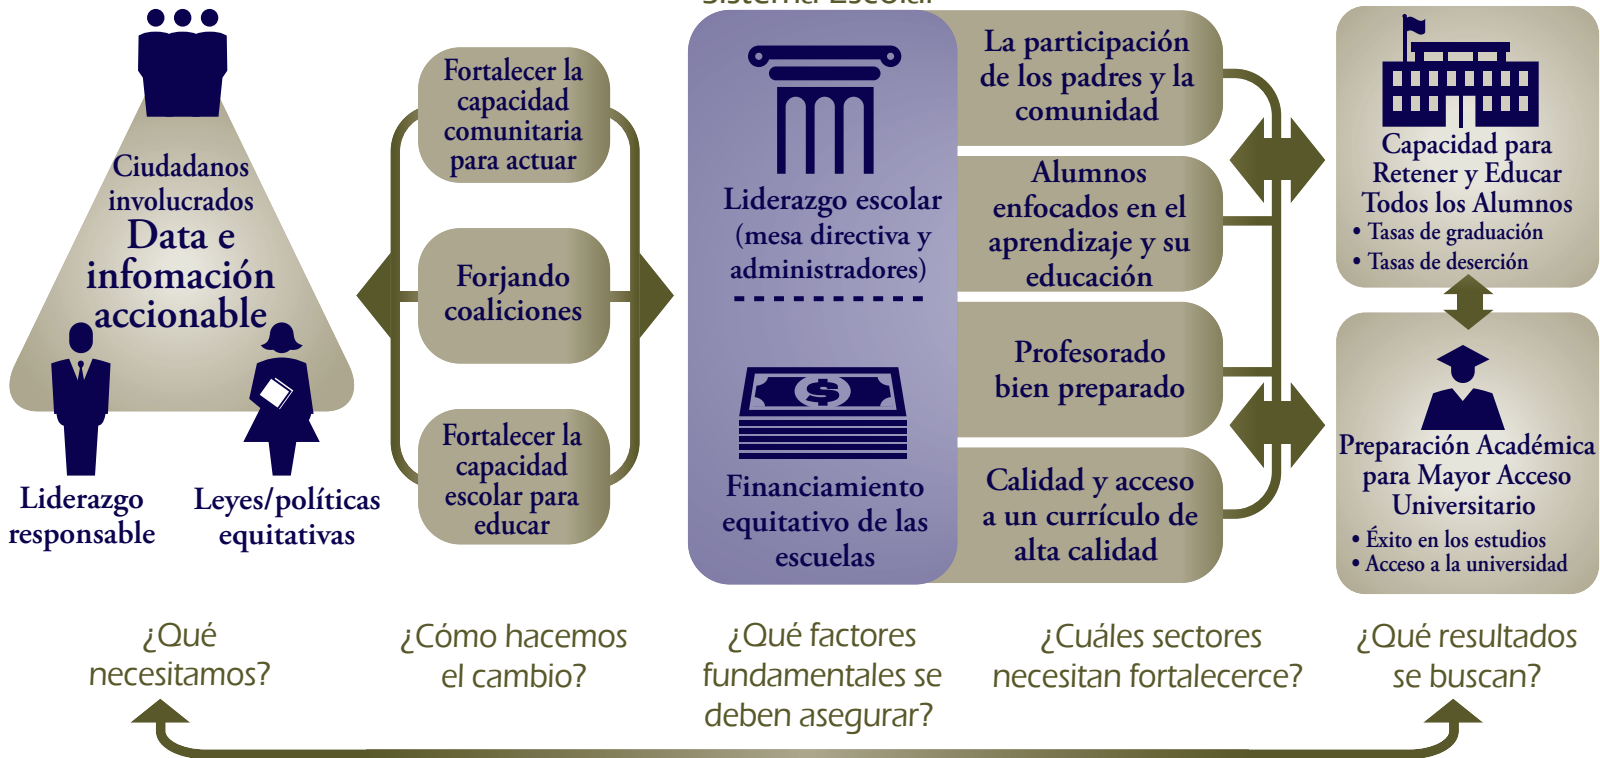 Sistema Escolar
Ciudadanos
involucrados
Data e
infomación
accionable
Liderazgo
responsable
Leyes/políticas
equitativas
Fortalecer la
capacidad
comunitaria
para actuar
Forjando
coaliciones
Fortalecer la
capacidad
escolar para
educar
Liderazgo escolar
(mesa directiva y
administradores)
$
Financiamiento
equitativo de las
escuelas
La participación
de los padres y la
comunidad
Alumnos
enfocados en el
aprendizaje y su
educación
Profesorado
bien preparado
Calidad y acceso
a un currículo de
alta calidad
Capacidad para
Retener y Educar
Todos los Alumnos
• Tasas de graduación
• Tasas de deserción
Preparación Académica
para Mayor Acceso
Universitario
• Éxito en los estudios
• Acceso a la universidad
¿Qué
necesitamos?
¿Cómo hacemos
el cambio?
¿Qué factores
fundamentales se
deben asegurar?
¿Cuáles sectores
necesitan fortalecerce?
¿Qué resultados
se buscan?